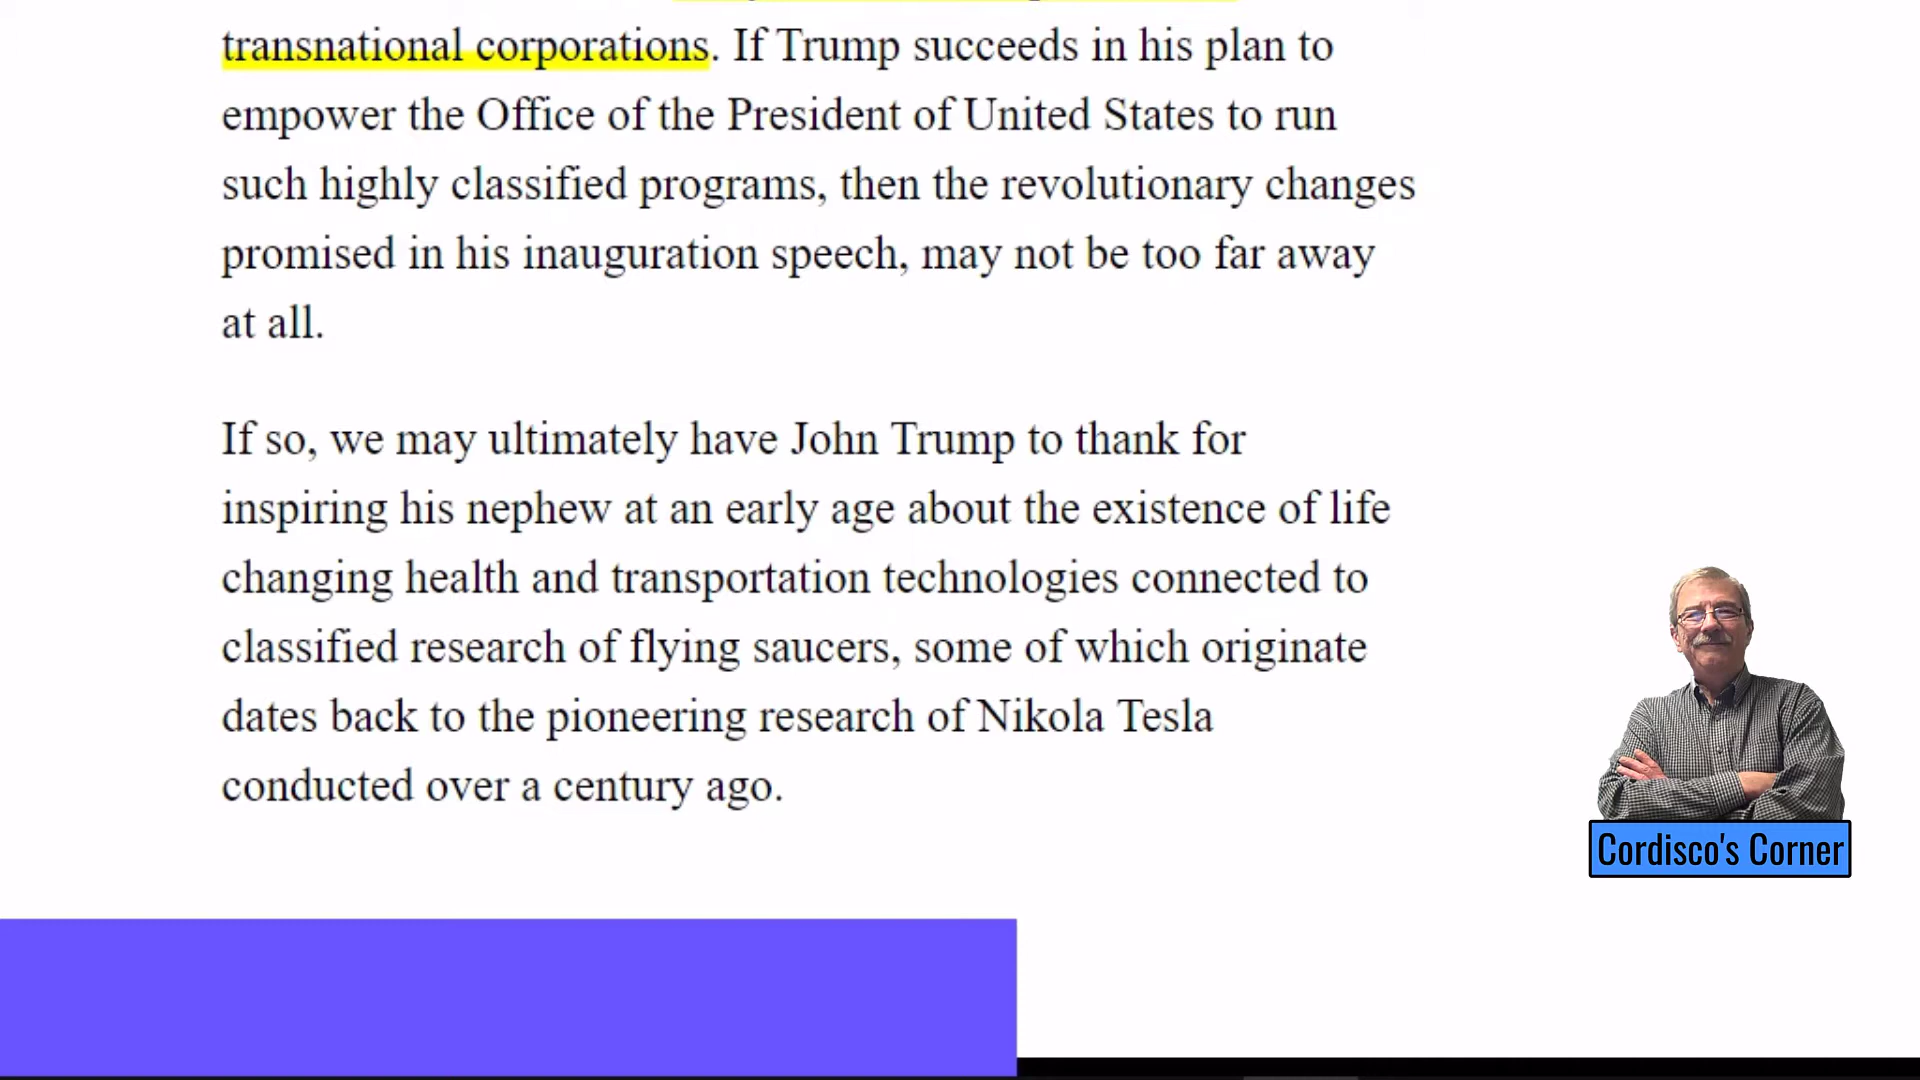 transnational corporations. If Trump succeeds in his plan to
empower the Office of the President of United States to run
such highly classified programs, then the revolutionary changes
promised in his inauguration speech, may not be too far away
at all.
If so, we may ultimately have John Trump to thank for
inspiring his nephew at an early age about the existence of life
changing health and transportation technologies connected to
classified research of flying saucers, some of which originate
dates back to the pioneering research of Nikola Tesla
conducted over a century ago.
Cordisco's Corner